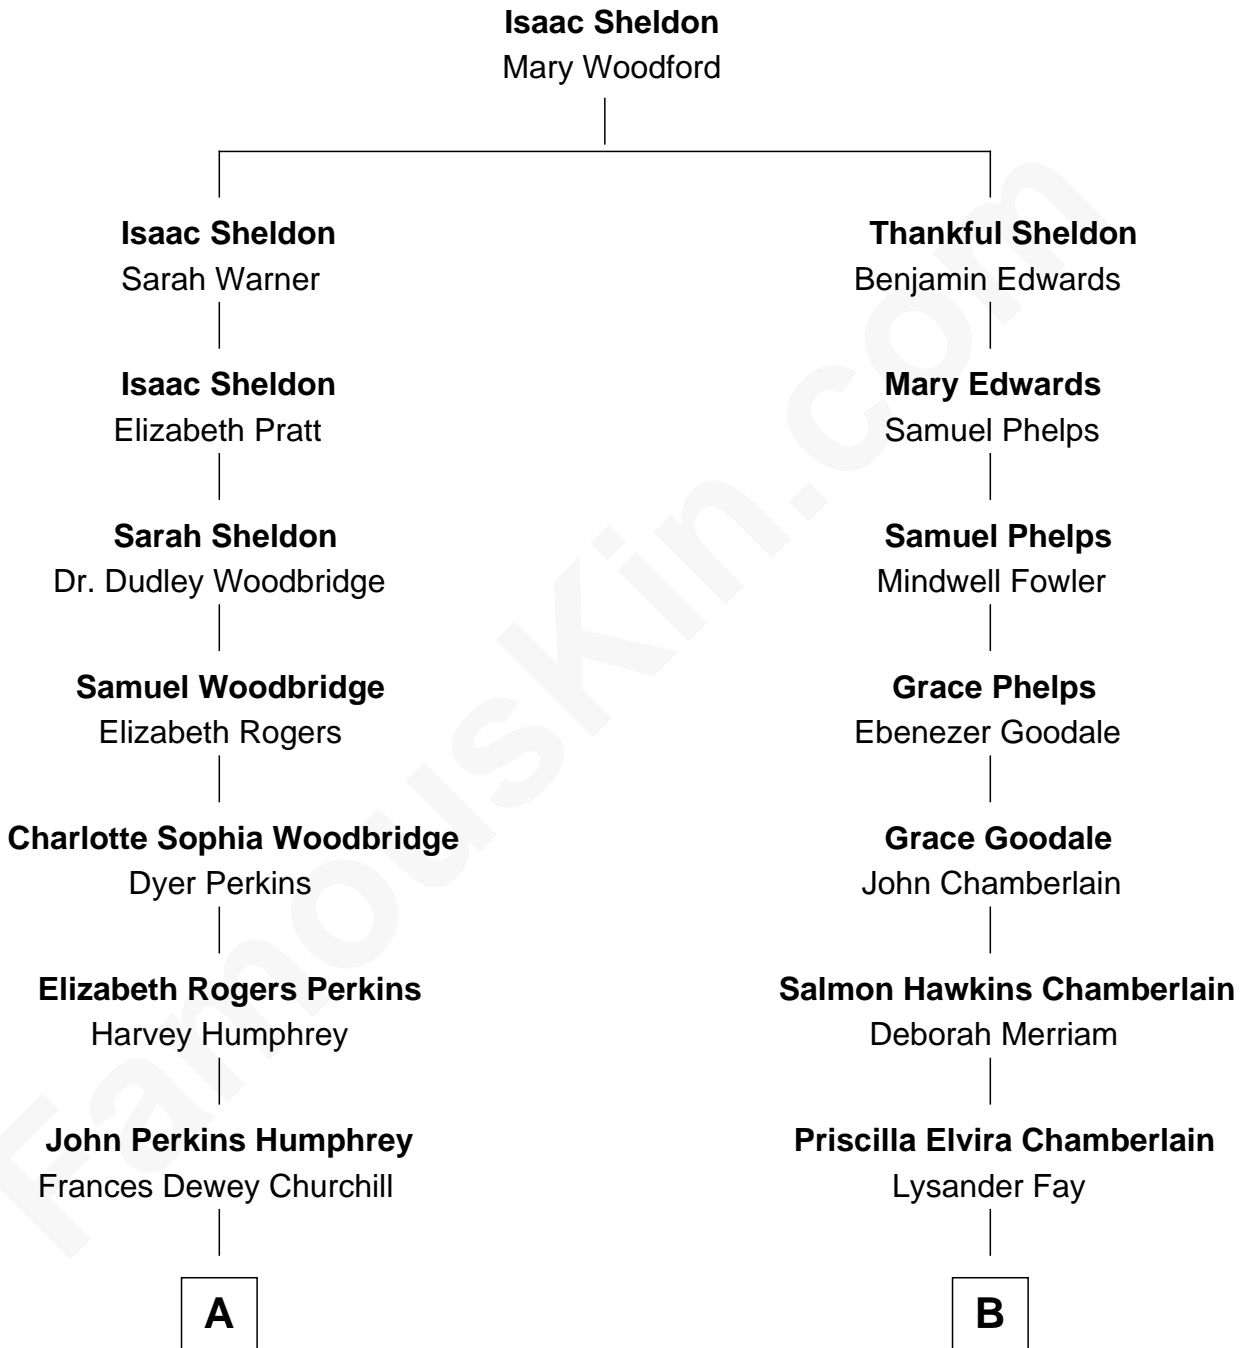 Isaac Sheldon
Mary Woodford
Isaac Sheldon
Sarah Warner
Thankful Sheldon
Benjamin Edwards
Isaac Sheldon
Elizabeth Pratt
Mary Edwards
Samuel Phelps
Sarah Sheldon
Dr. Dudley Woodbridge
Samuel Phelps
Mindwell Fowler
Samuel Woodbridge
Elizabeth Rogers
Grace Phelps
Ebenezer Goodale
Charlotte Sophia Woodbridge
Dyer Perkins
Grace Goodale
John Chamberlain
Elizabeth Rogers Perkins
Harvey Humphrey
Salmon Hawkins Chamberlain
Deborah Merriam
John Perkins Humphrey
Frances Dewey Churchill
Priscilla Elvira Chamberlain
Lysander Fay
A
B
FamousKin.com